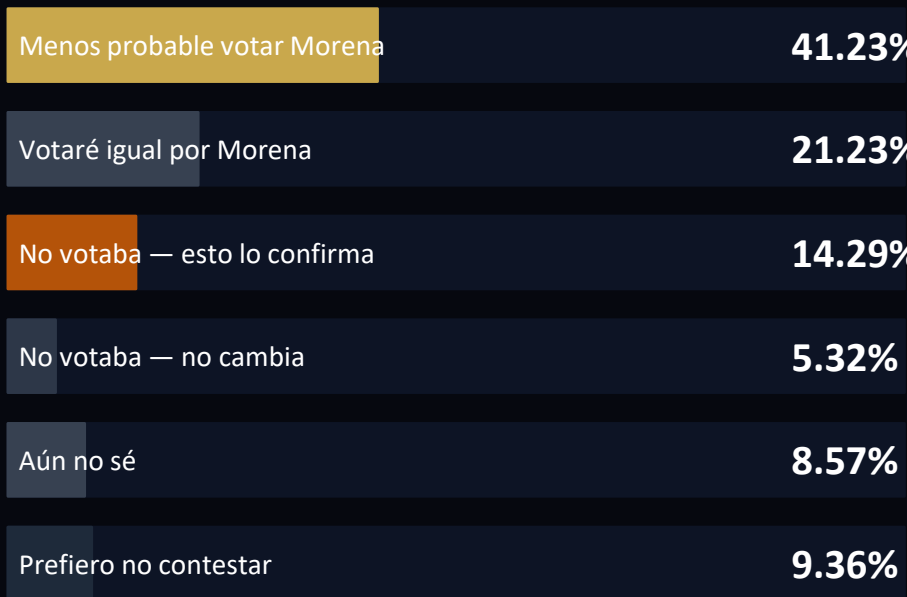 Menos probable votar Morena 41.23%
Votaré igual por Morena 21.23%
No votaba — esto lo confirma 14.29%
No votaba — no cambia 5.32%
Aún no sé 8.57%
Prefiero no contestar 9.36%